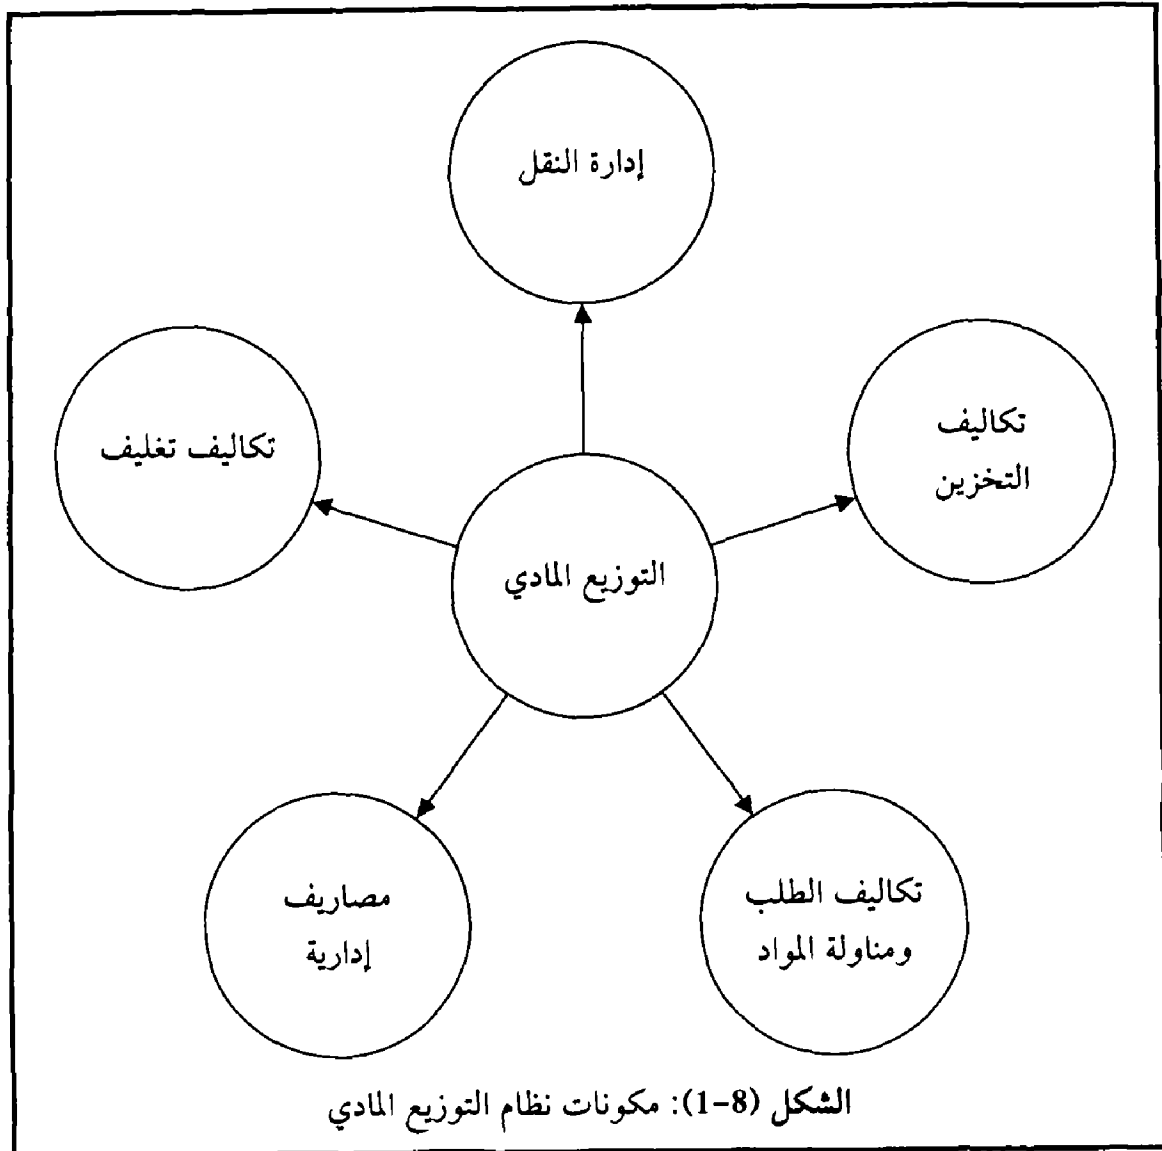 إدارة النقل
تكاليف
التخزين
تكاليف تغليف
التوزيع المادي
تكاليف الطلب
ومناولة المواد
مصاريف
إدارية
الشكل (8-1): مكونات نظام التوزيع المادي